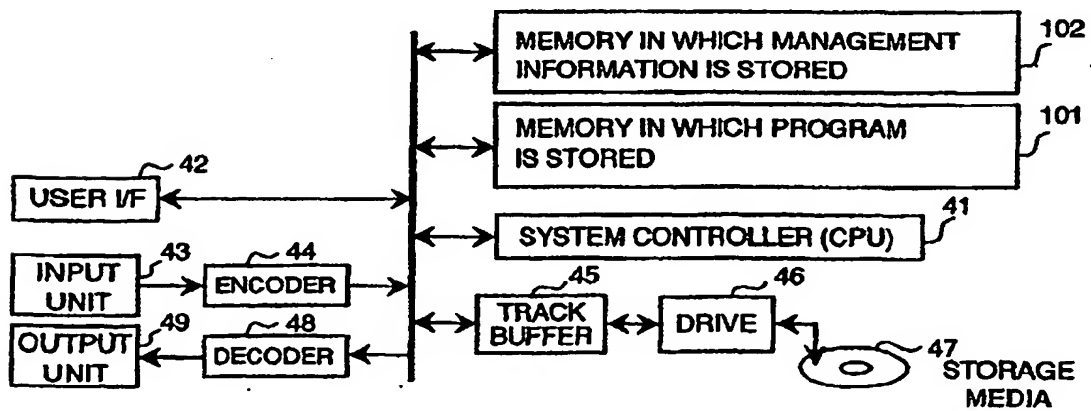 102
MEMORY IN WHICH MANAGEMENT
INFORMATION IS STORED
101
MEMORY IN WHICH PROGRAM
IS STORED
42
USER I/F
41
SYSTEM CONTROLLER (CPU)
43
INPUT
UNIT
44
ENCODER
45
TRACK
BUFFER
46
DRIVE
49
OUTPUT
UNIT
48
DECODER
47
STORAGE
MEDIA